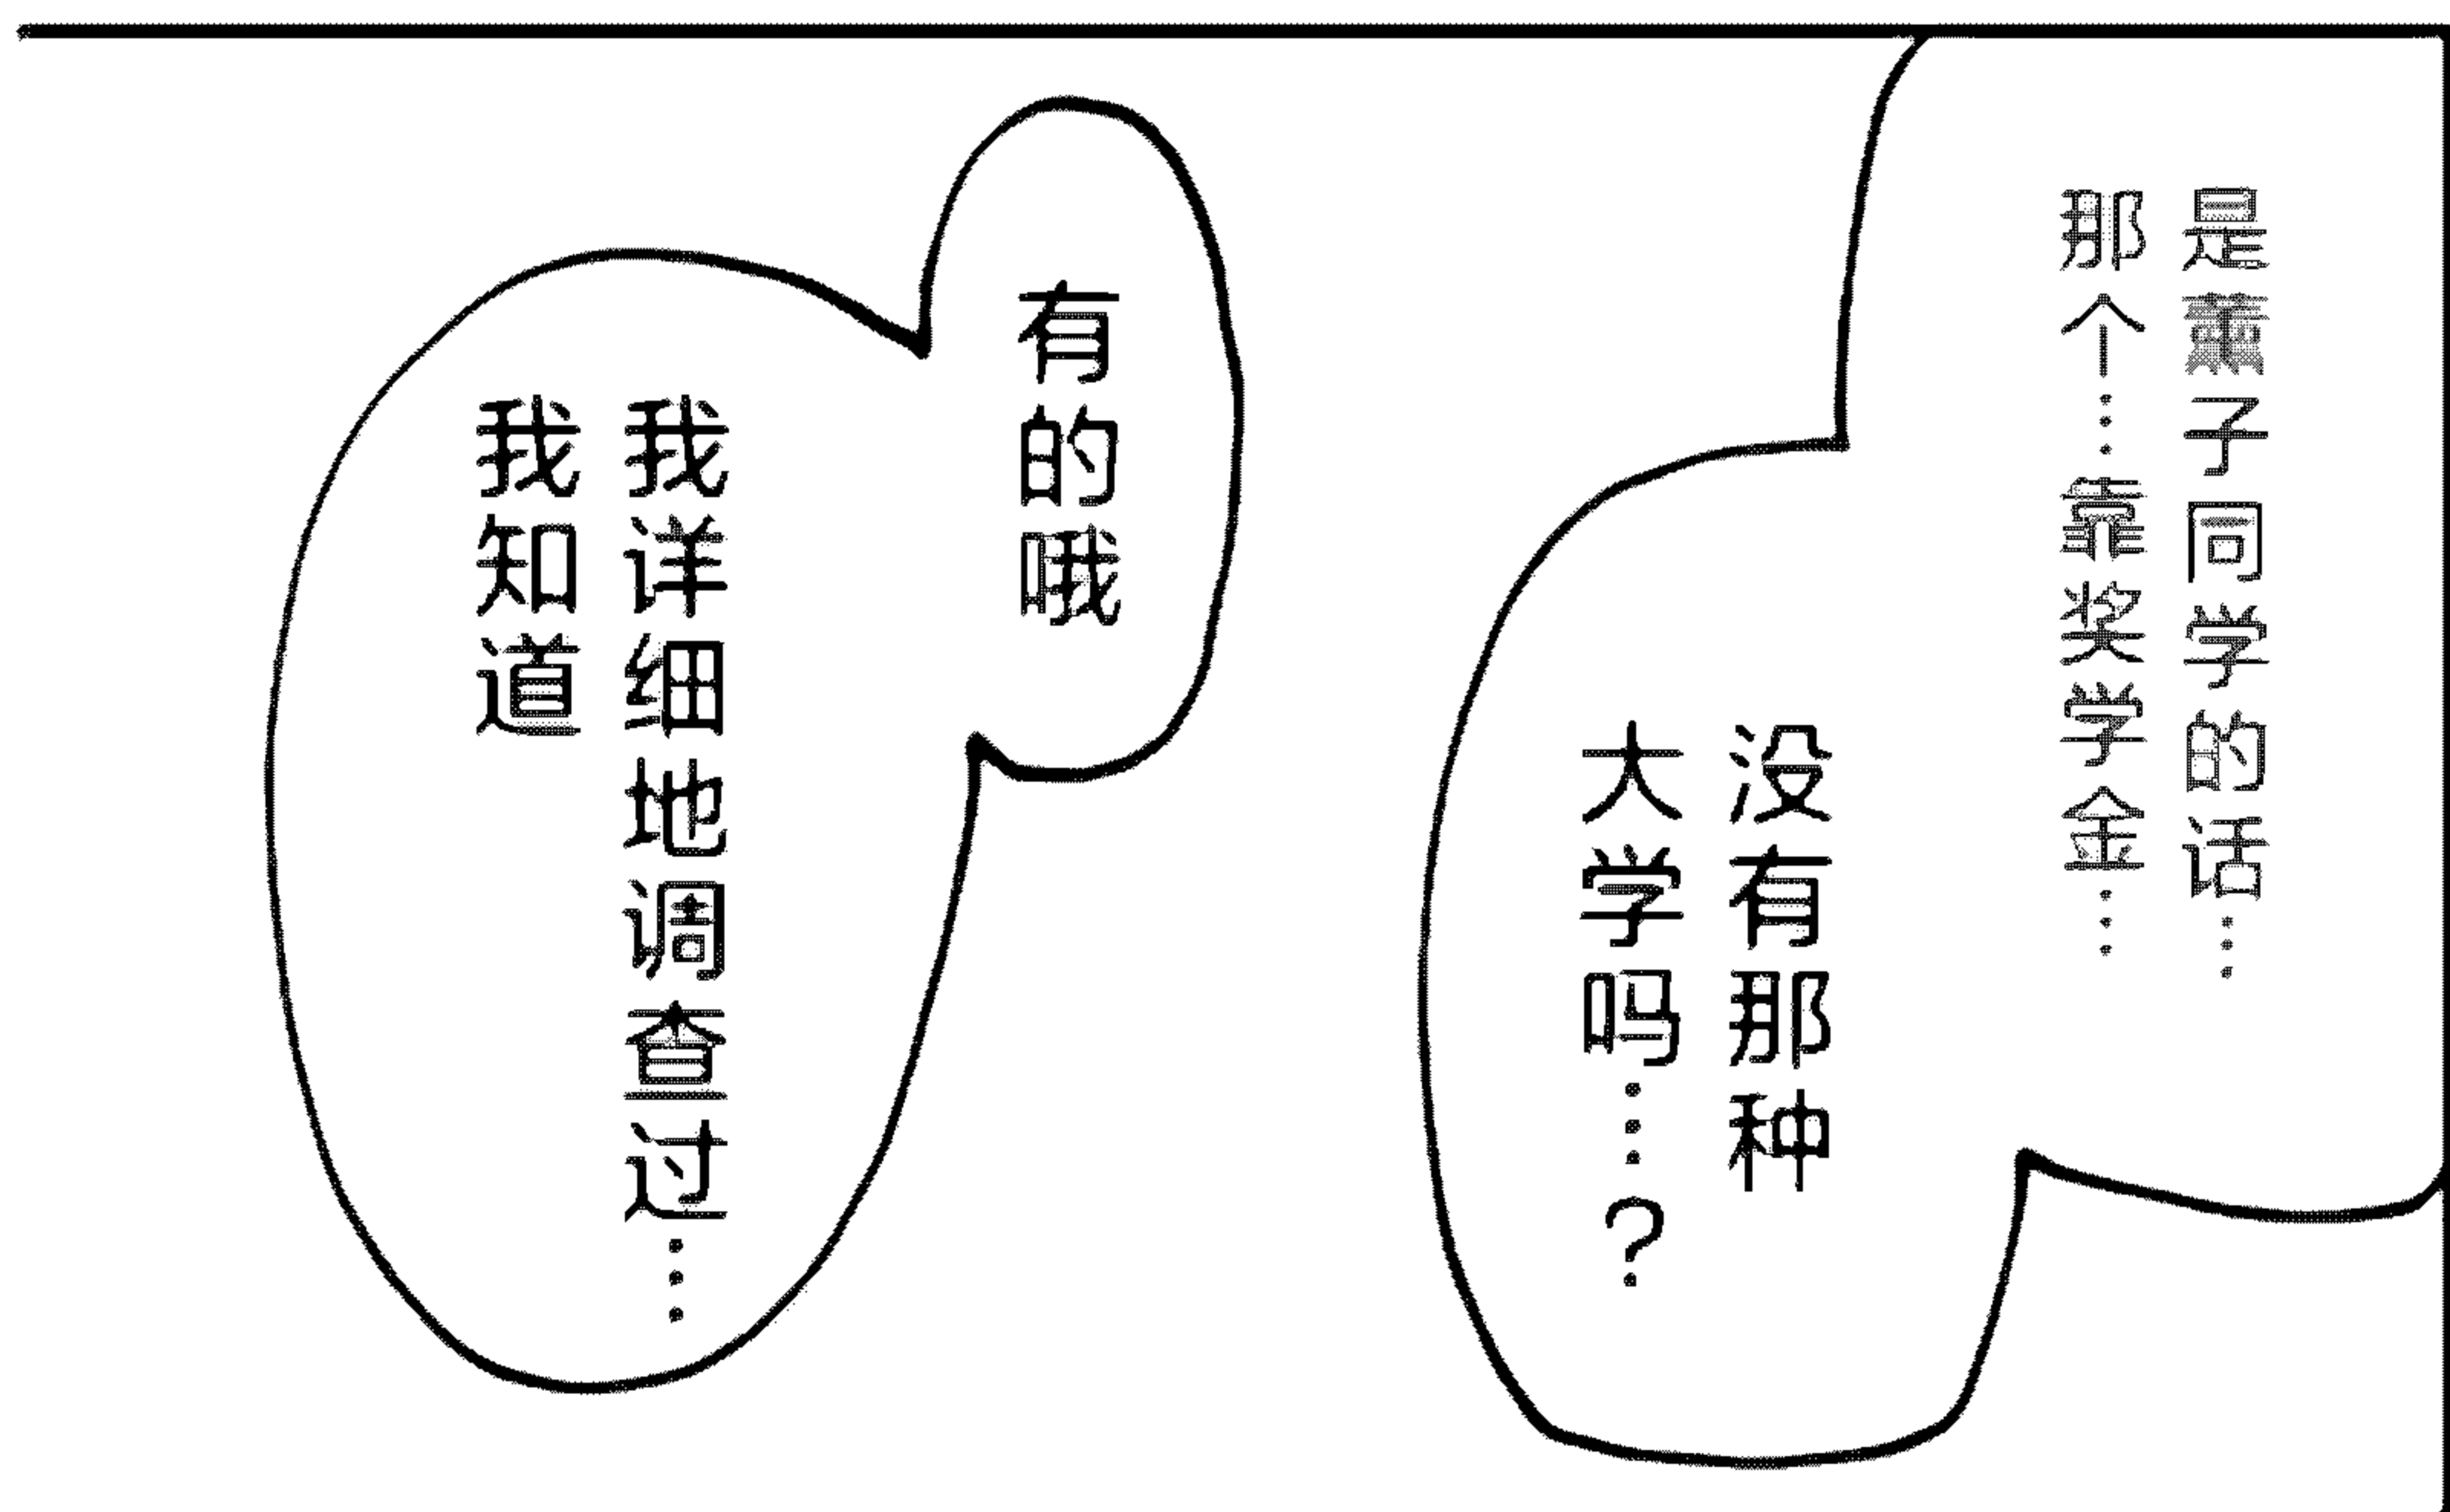 是薰子同学的话…
那个…靠奖学金…
没有那种
大学吗…？
有的哦
我详细地调查过…
我知道